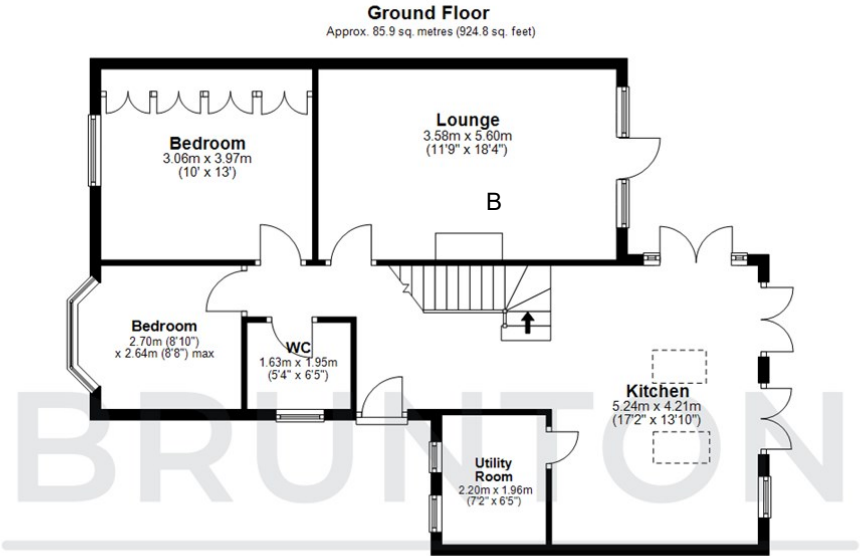 Ground Floor
Approx. 85.9 sq. metres (924.8 sq. feet)
Lounge
3.58m x 5.60m
(11'9" x 18'4")
Bedroom
3.06m x 3.97m
(10' x 13')
B
Bedroom
2.70m (8'10")
x 2.64m (8'8") max
WC
1.63m x 1.95m
(5'4" x 6'5")
Kitchen
5.24m x 4.21m
(17'2" x 13'10")
Utility
Room
2.20m x 1.96m
(7'2" x 6'5")
BRUNTON